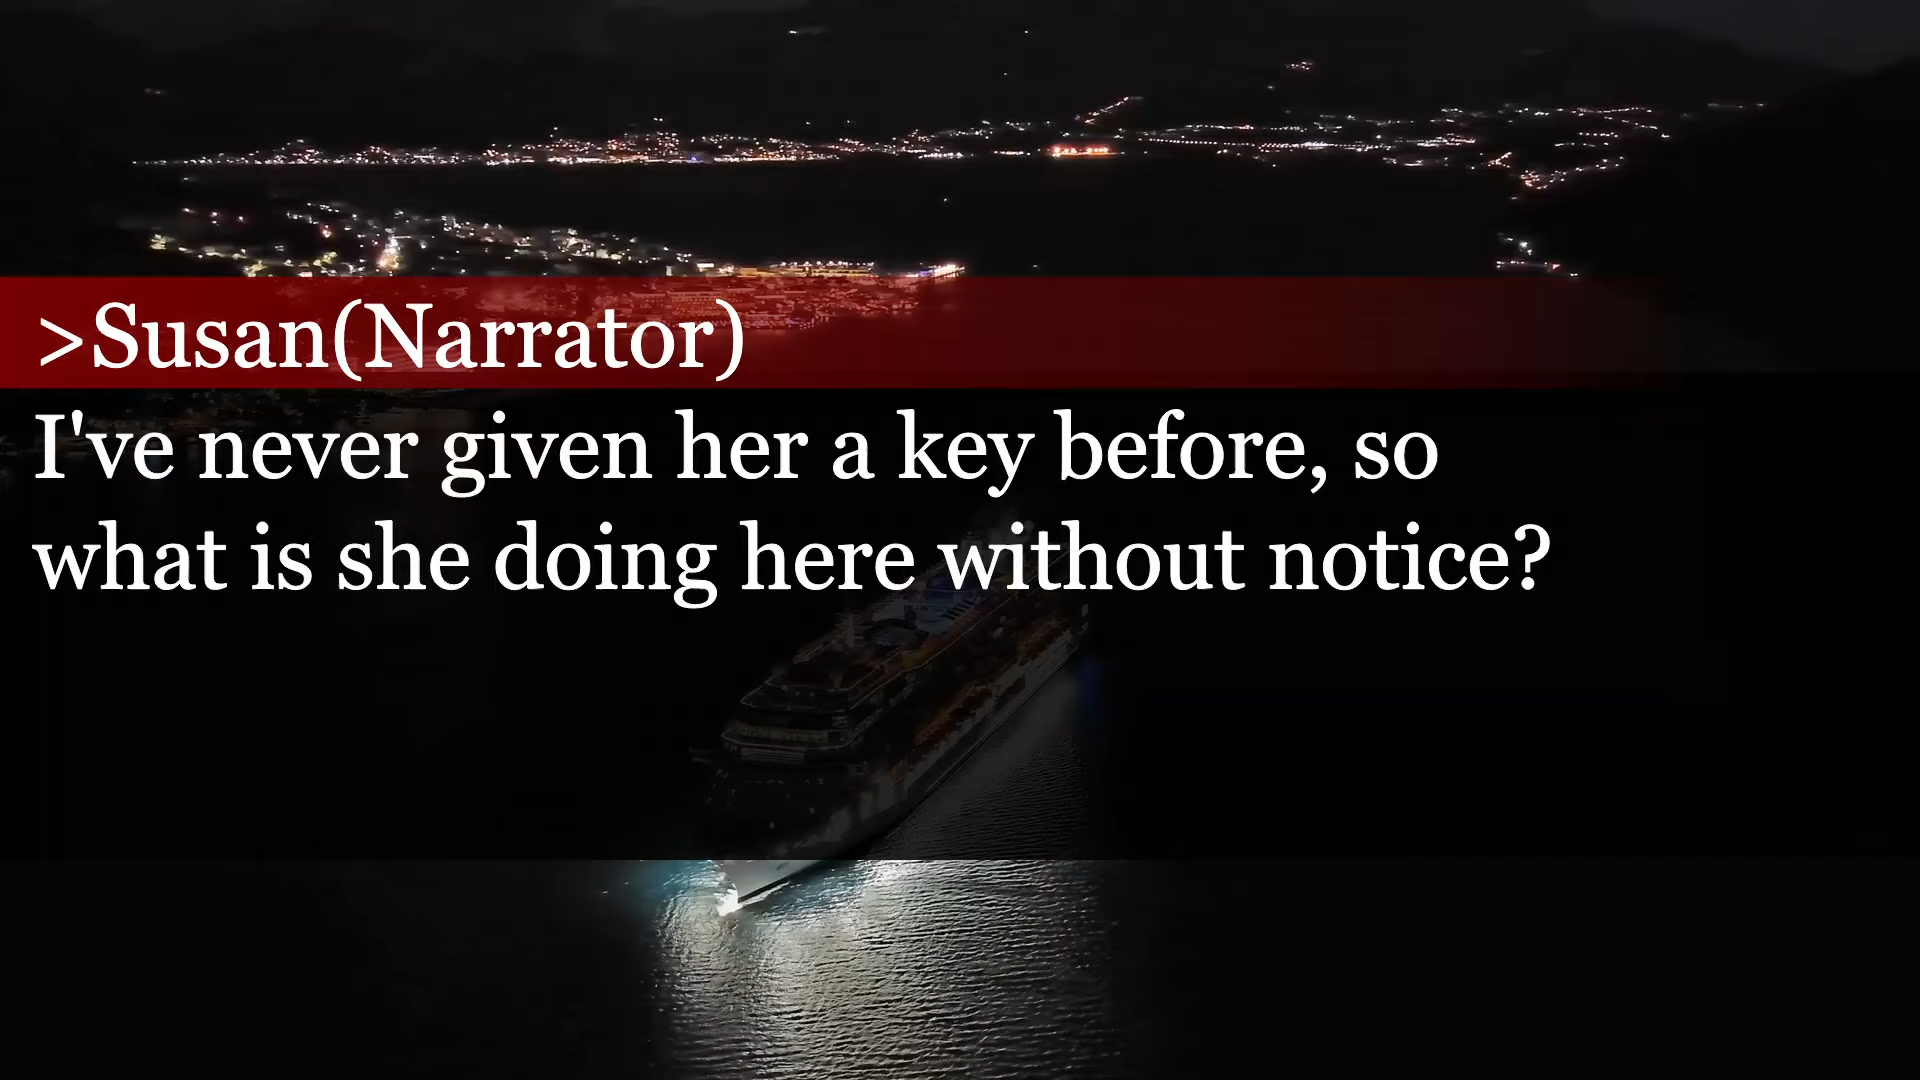 >Susan(Narrator)
I've never given her a key before, so
what is she doing here without notice?